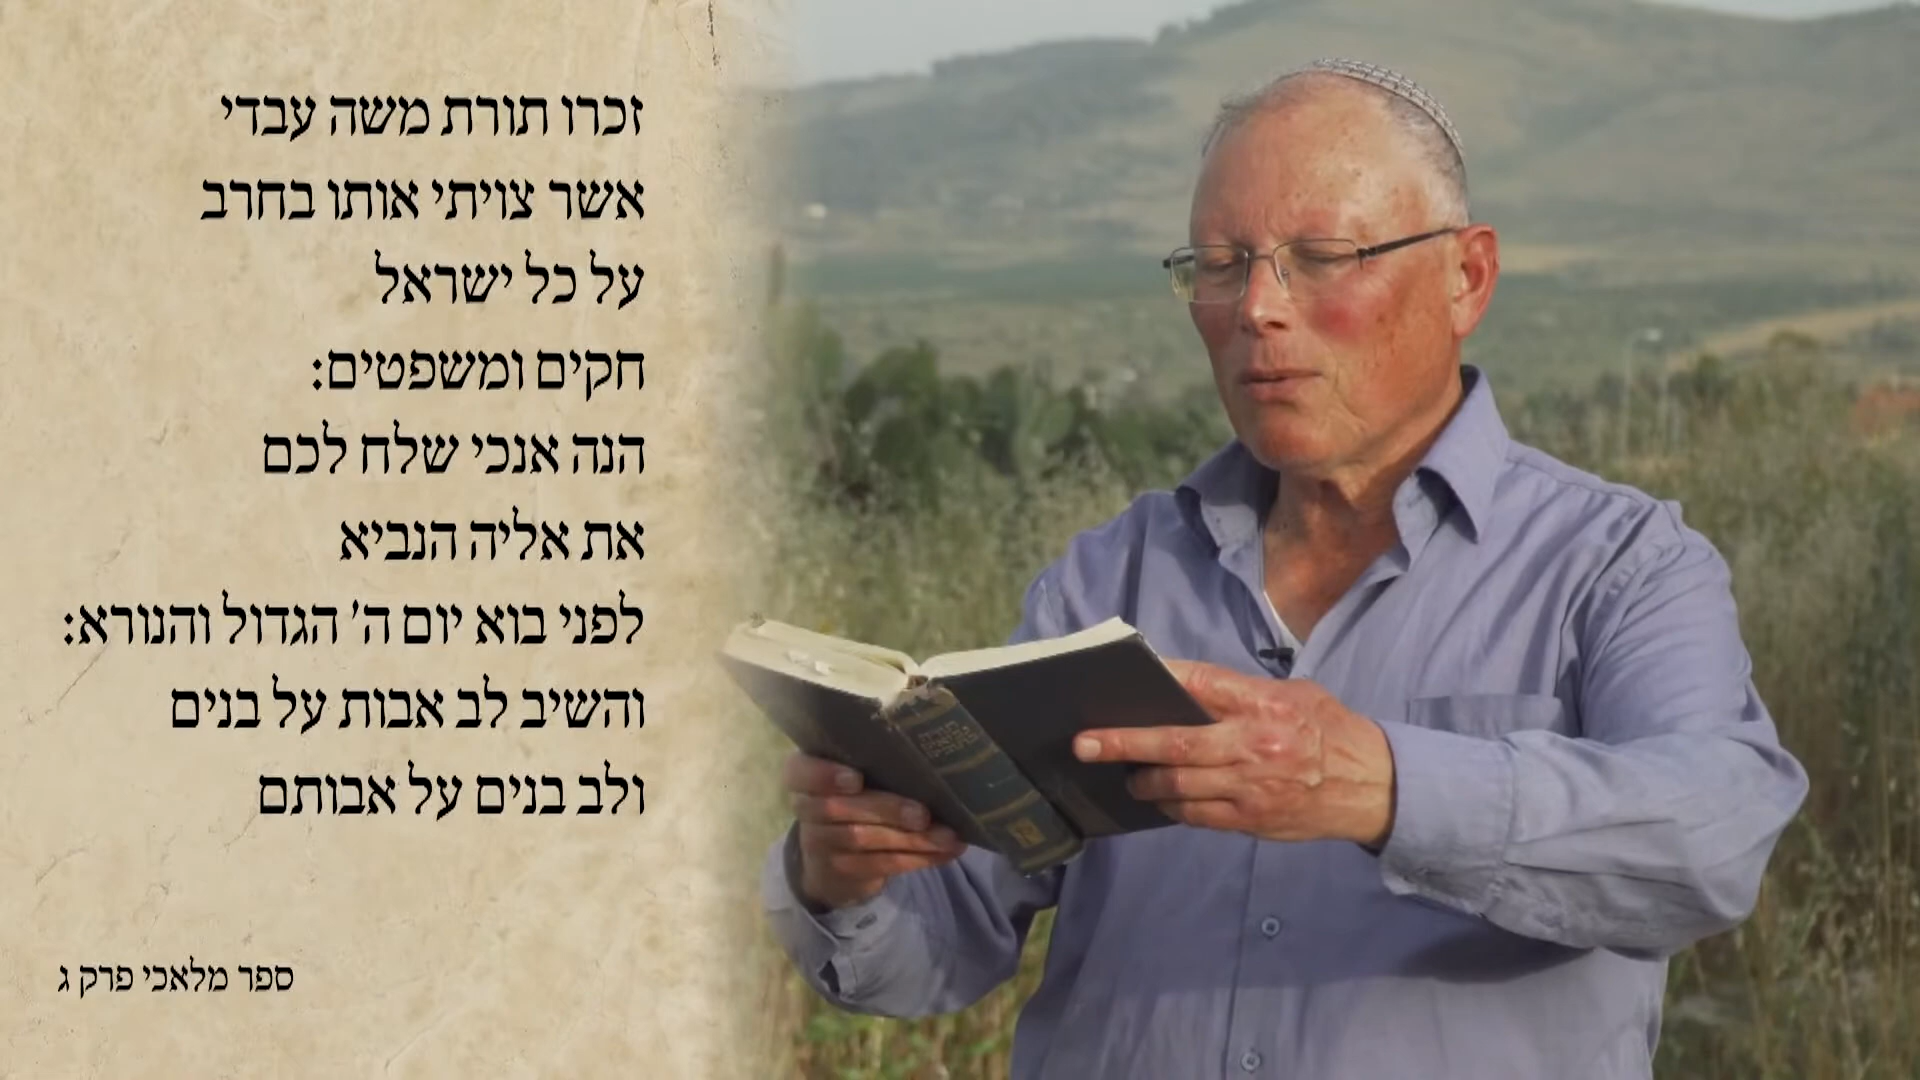 זכרו תורת משה עבדי
אשר צויתי אותו בחרב
על כל ישראל
חקים ומשפטים:
הנה אנכי שלח לכם
את אליה הנביא
לפני בוא יום ה' הגדול והנורא:
והשיב לב אבות על בנים
ולב בנים על אבותם
ספר מלאכי פרק ג